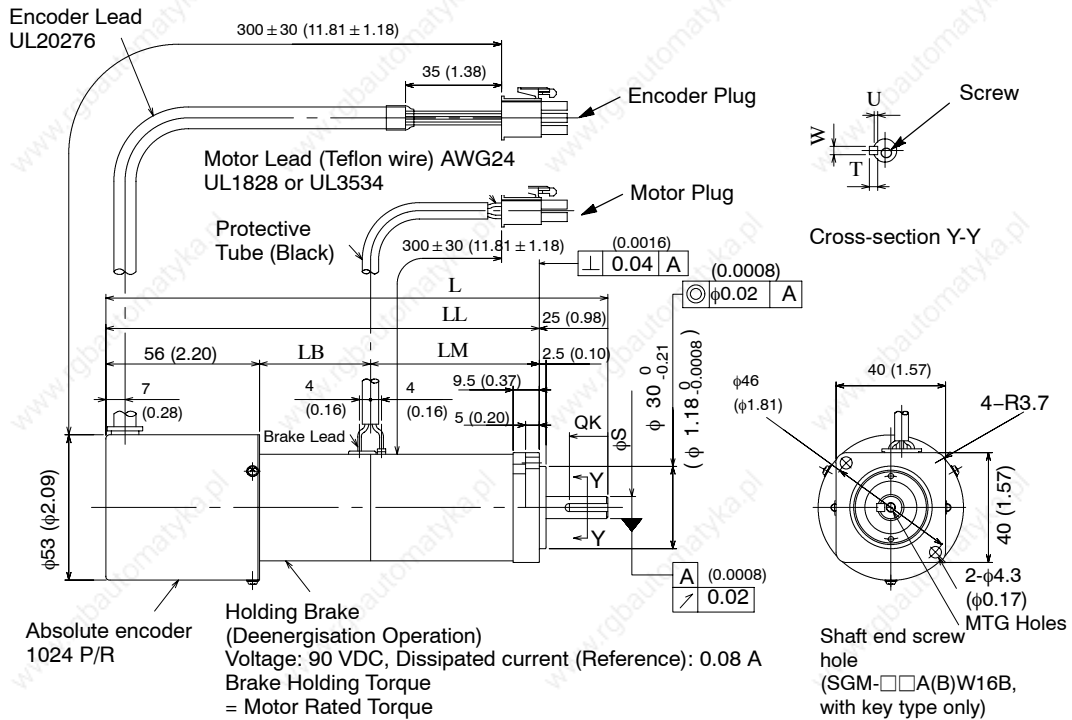 Encoder Lead
UL20276
300±30 (11.81±1.18)
35 (1.38)
Encoder Plug
Motor Lead (Teflon wire) AWG24
UL1828 or UL3534
Motor Plug
Protective
Tube (Black)
300±30 (11.81±1.18)
U
W
T
Screw
Cross-section Y-Y
(0.0016)
⊥ 0.04 A
(0.0008)
◎ φ0.02 A
L
LL
25 (0.98)
56 (2.20)
LB
LM
2.5 (0.10)
7
(0.28)
4
(0.16)
4
(0.16)
9.5 (0.37)
5 (0.20)
Brake Lead
QK
φS
φ 30 0 -0.21
( φ 1.18 0 -0.0008 )
Y
Y
φ53 (φ2.09)
A (0.0008)
↗ 0.02
40 (1.57)
φ46
(φ1.81)
4-R3.7
40 (1.57)
2-φ4.3
(φ0.17)
MTG Holes
Shaft end screw
hole
(SGM-□□A(B)W16B,
with key type only)
Absolute encoder
1024 P/R
Holding Brake
(Deenergisation Operation)
Voltage: 90 VDC, Dissipated current (Reference): 0.08 A
Brake Holding Torque
= Motor Rated Torque
www.rgbautomatyka.pl